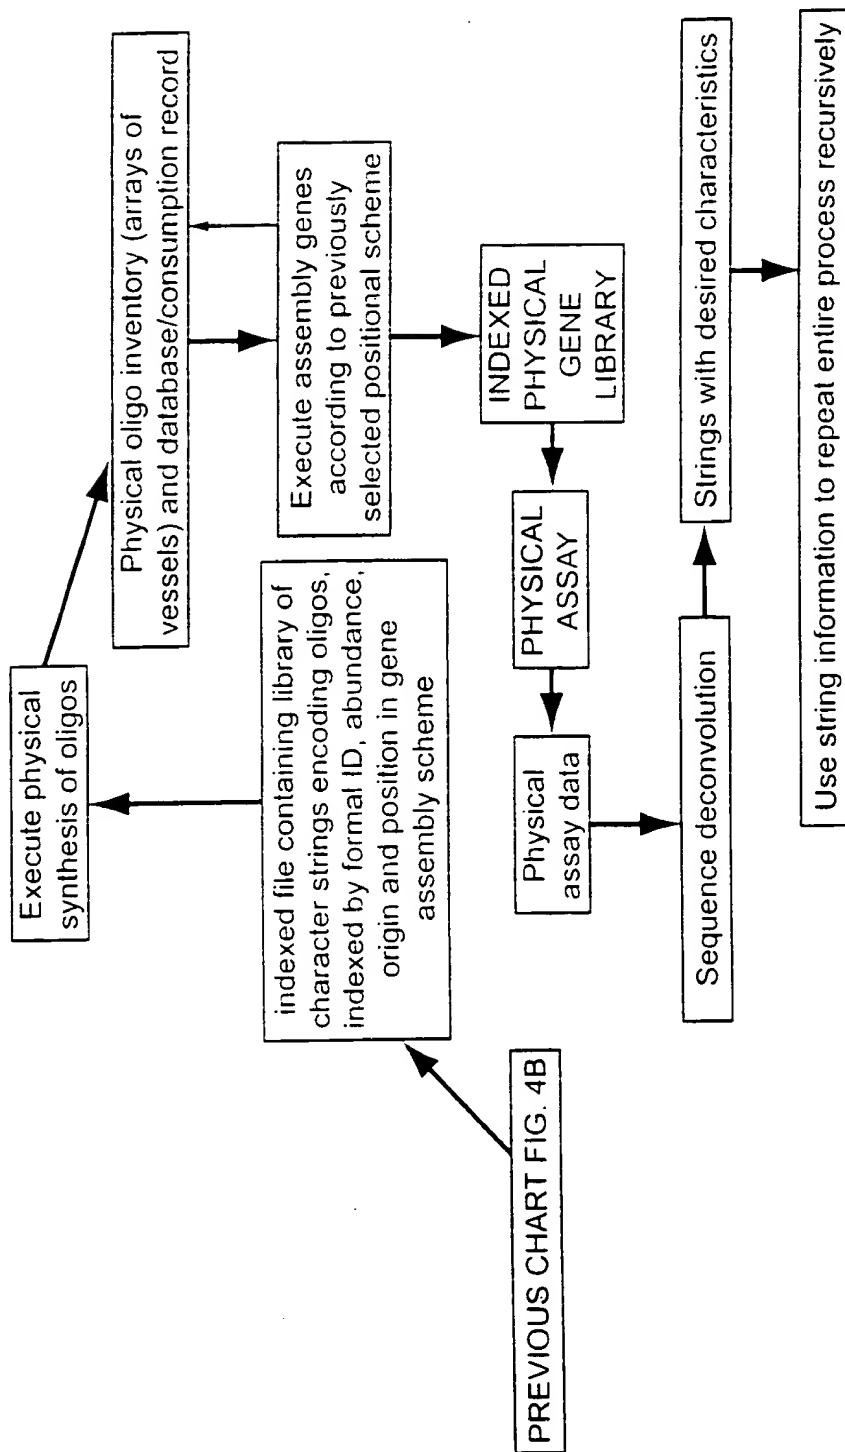 Execute physical
synthesis of oligos
Physical oligo inventory (arrays of
vessels) and database/consumption record
indexed file containing library of
character strings encoding oligos,
indexed by formal ID, abundance,
origin and position in gene
assembly scheme
Execute assembly genes
according to previously
selected positional scheme
PREVIOUS CHART FIG. 4B
INDEXED
PHYSICAL
GENE
LIBRARY
PHYSICAL
ASSAY
Physical
assay data
Sequence deconvolution
Strings with desired characteristics
Use string information to repeat entire process recursively